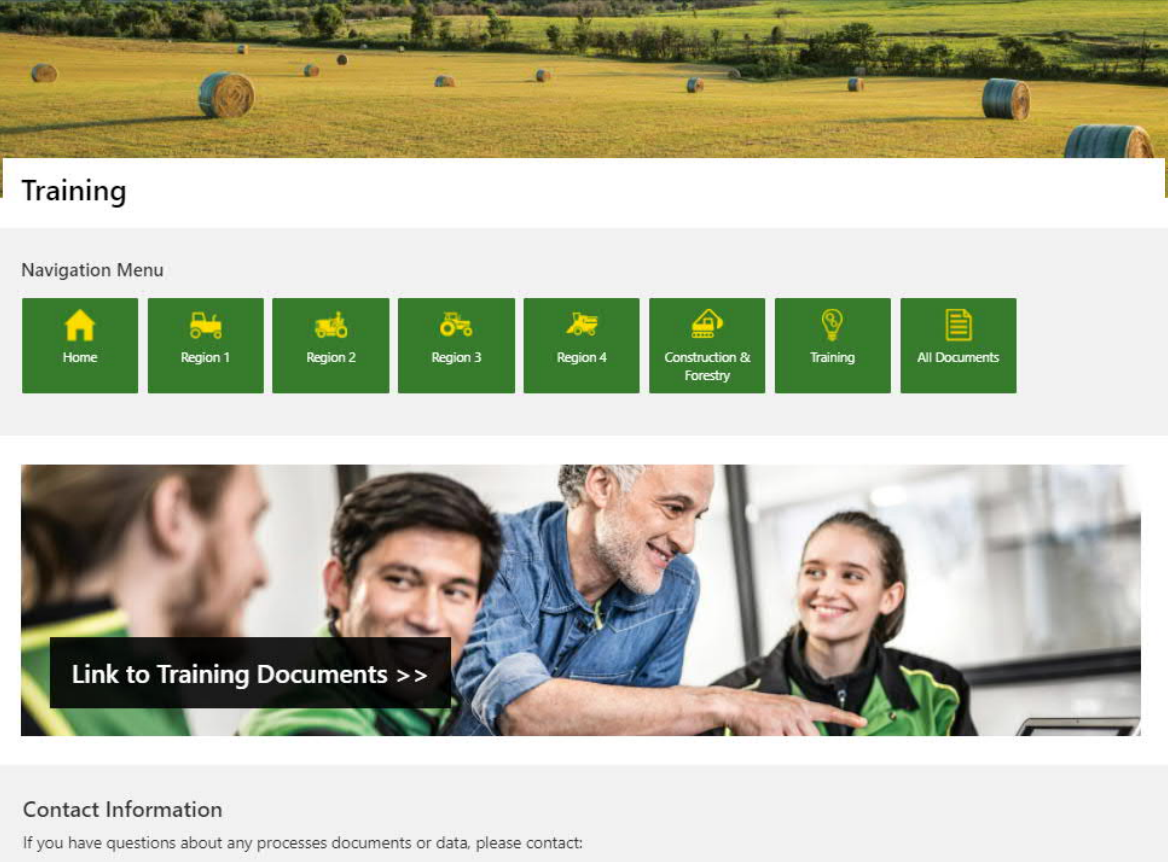 Training
Navigation Menu
Home
Region 1
Region 2
Region 3
Region 4
Construction &
Forestry
Training
All Documents
Link to Training Documents >>
Contact Information
If you have questions about any processes documents or data, please contact: